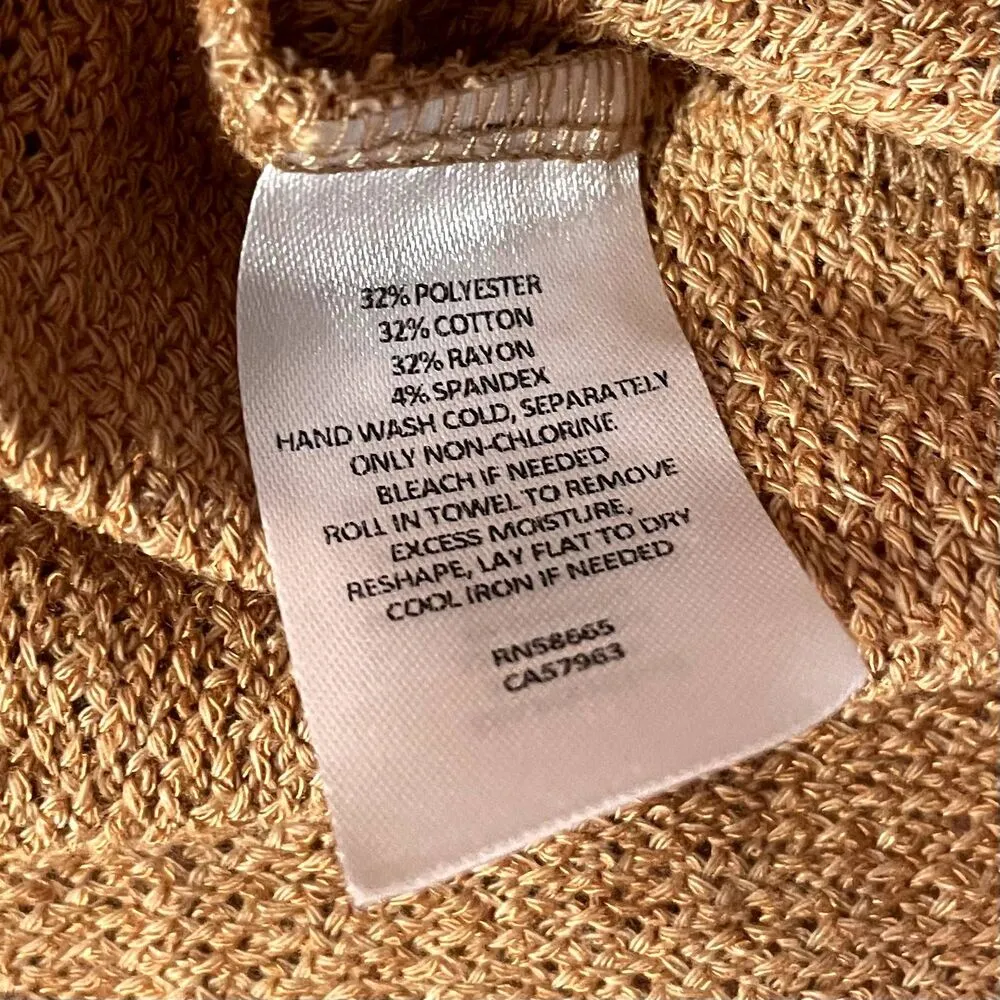 32% POLYESTER
32% COTTON
32% RAYON
4% SPANDEX
HAND WASH COLD, SEPARATELY
ONLY NON-CHLORINE
BLEACH IF NEEDED
ROLL IN TOWEL TO REMOVE
EXCESS MOISTURE,
RESHAPE, LAY FLAT TO DRY
COOL IRON IF NEEDED
RN58665
CA57963